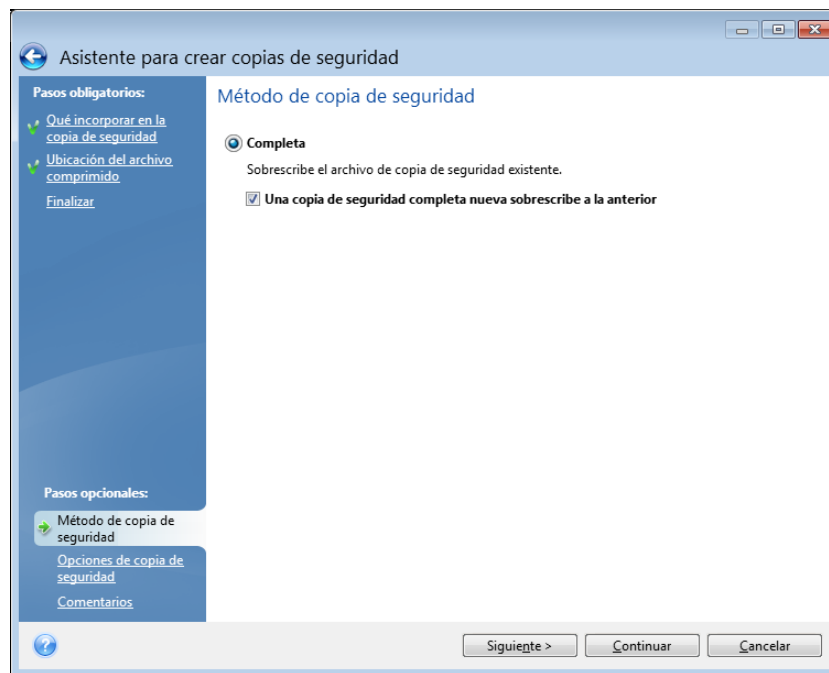 Asistente para crear copias de seguridad
Pasos obligatorios:
Qué incorporar en la
copia de seguridad
Ubicación del archivo
comprimido
Finalizar
Método de copia de seguridad
Completa
Sobrescribe el archivo de copia de seguridad existente.
Una copia de seguridad completa nueva sobrescribe a la anterior
Pasos opcionales:
Método de copia de
seguridad
Opciones de copia de
seguridad
Comentarios
Siguiente >
Continuar
Cancelar